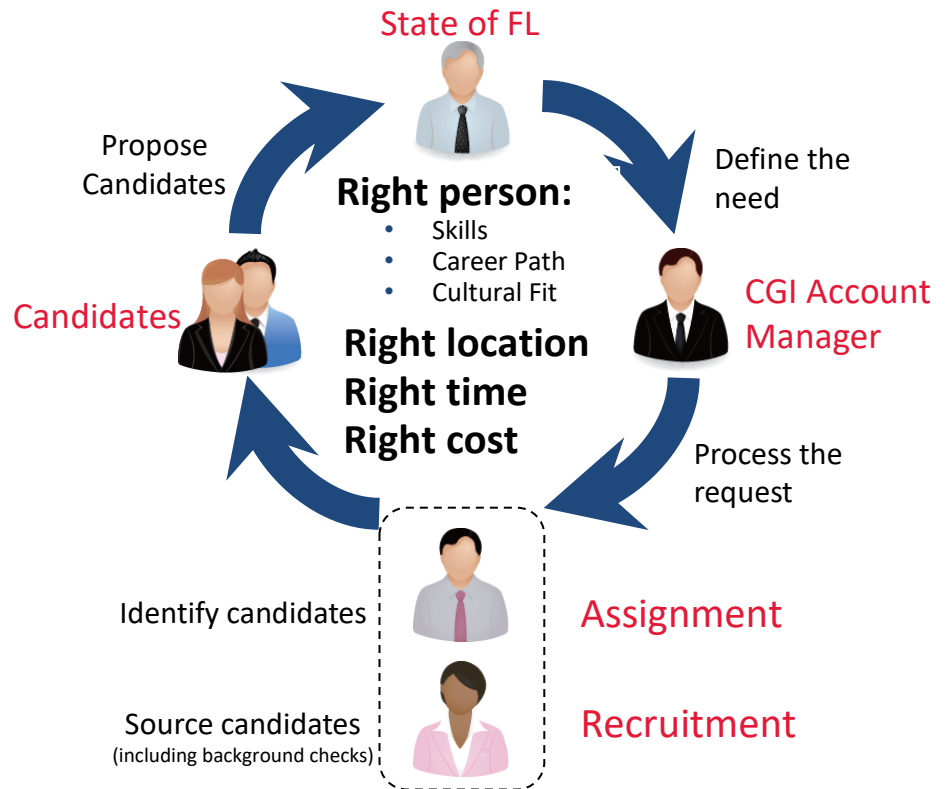 State of FL
Propose
Candidates
Define the
need
Right person:
• Skills
• Career Path
• Cultural Fit
Candidates
CGI Account
Manager
Right location
Right time
Right cost
Process the
request
Identify candidates
Assignment
Source candidates
(including background checks)
Recruitment